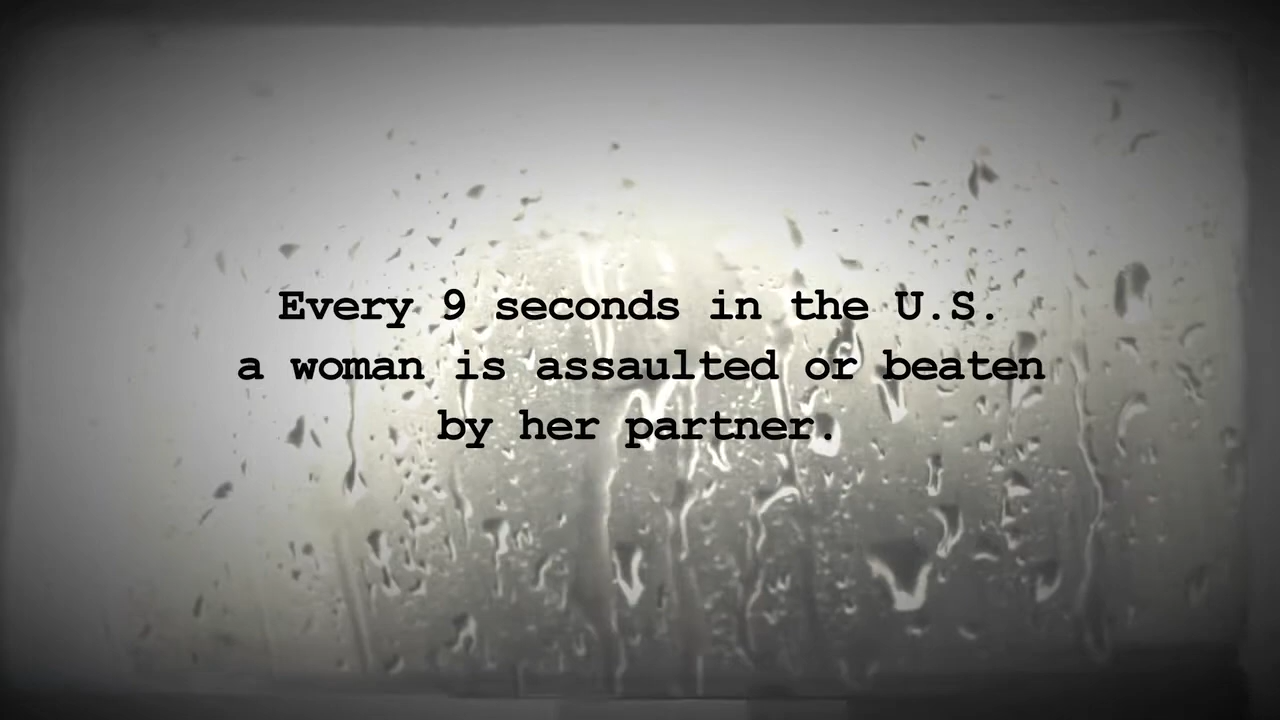 Every 9 seconds in the U.S.
a woman is assaulted or beaten
by her partner.